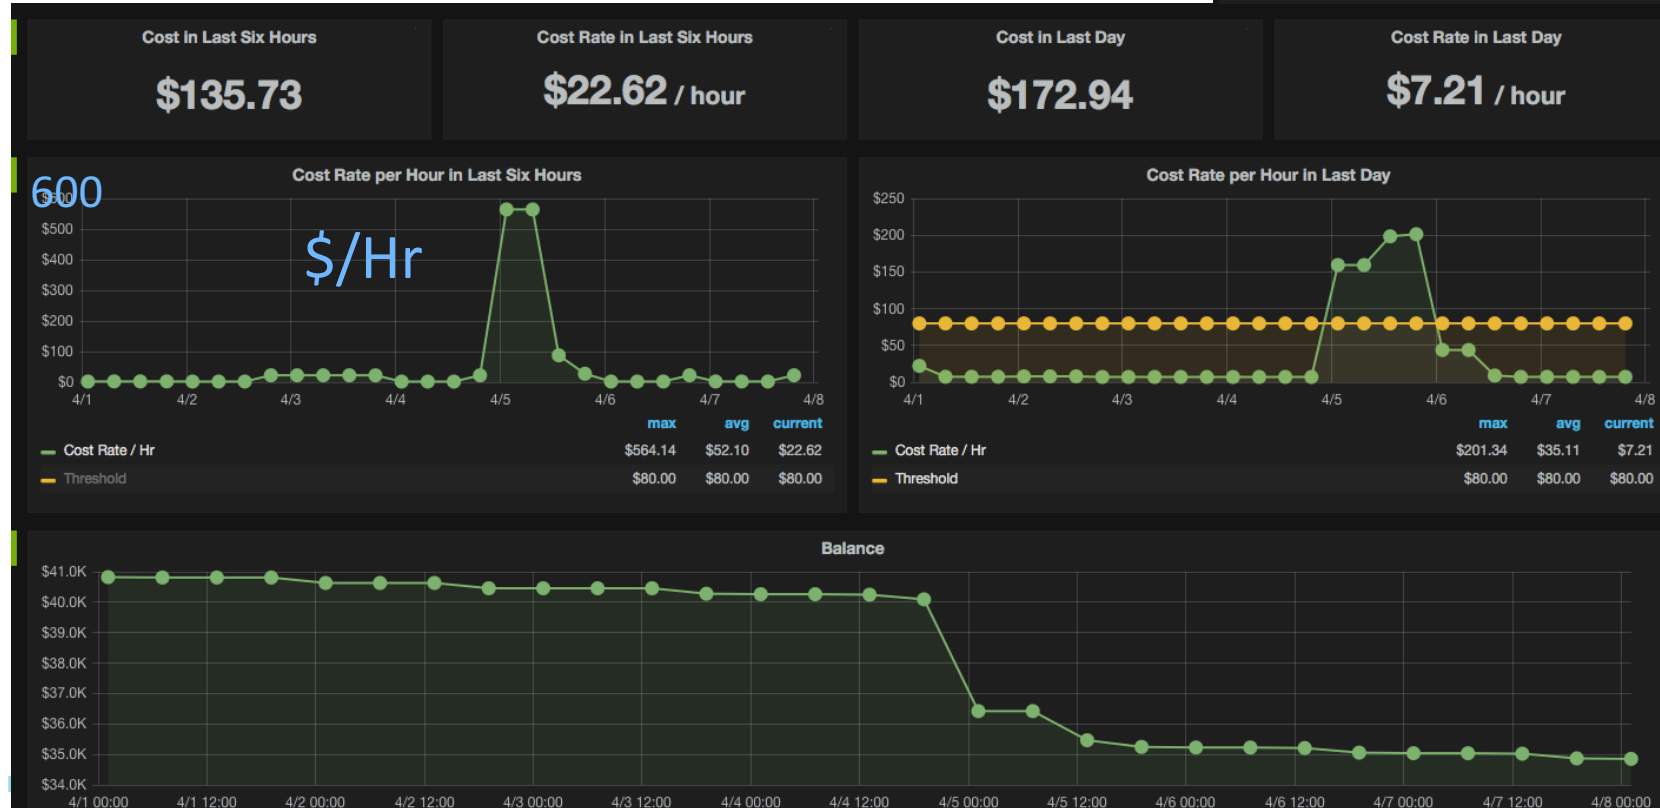 Cost in Last Six Hours
$135.73
Cost Rate in Last Six Hours
$22.62 / hour
Cost in Last Day
$172.94
Cost Rate in Last Day
$7.21 / hour
Cost Rate per Hour in Last Six Hours
600
$/Hr
$600
$500
$400
$300
$200
$100
$0
4/1 4/2 4/3 4/4 4/5 4/6 4/7 4/8
max avg current
Cost Rate / Hr $564.14 $52.10 $22.62
Threshold $80.00 $80.00 $80.00
Cost Rate per Hour in Last Day
$250
$200
$150
$100
$50
$0
4/1 4/2 4/3 4/4 4/5 4/6 4/7 4/8
max avg current
Cost Rate / Hr $201.34 $35.11 $7.21
Threshold $80.00 $80.00 $80.00
Balance
$41.0K
$40.0K
$39.0K
$38.0K
$37.0K
$36.0K
$35.0K
$34.0K
4/1 00:00 4/1 12:00 4/2 00:00 4/2 12:00 4/3 00:00 4/3 12:00 4/4 00:00 4/4 12:00 4/5 00:00 4/5 12:00 4/6 00:00 4/6 12:00 4/7 00:00 4/7 12:00 4/8 00:00